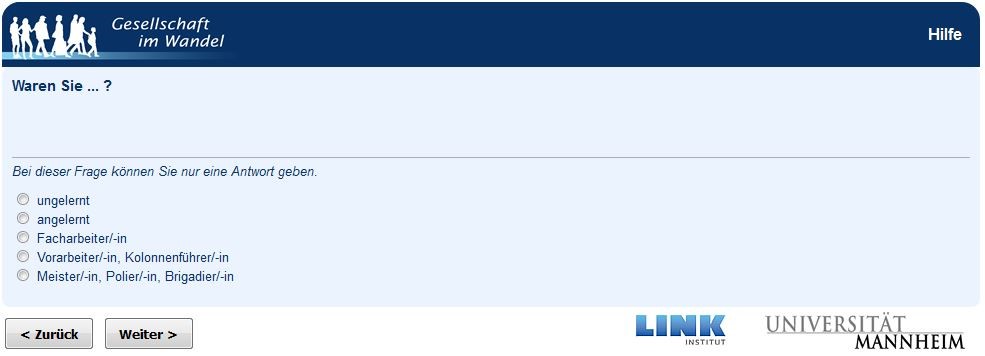 Gesellschaft
im Wandel
Hilfe
Waren Sie ... ?
Bei dieser Frage können Sie nur eine Antwort geben.
ungelernt
angelernt
Facharbeiter/-in
Vorarbeiter/-in, Kolonnenführer/-in
Meister/-in, Polier/-in, Brigadier/-in
< Zurück
Weiter >
LINK
INSTITUT
UNIVERSITÄT
MANNHEIM